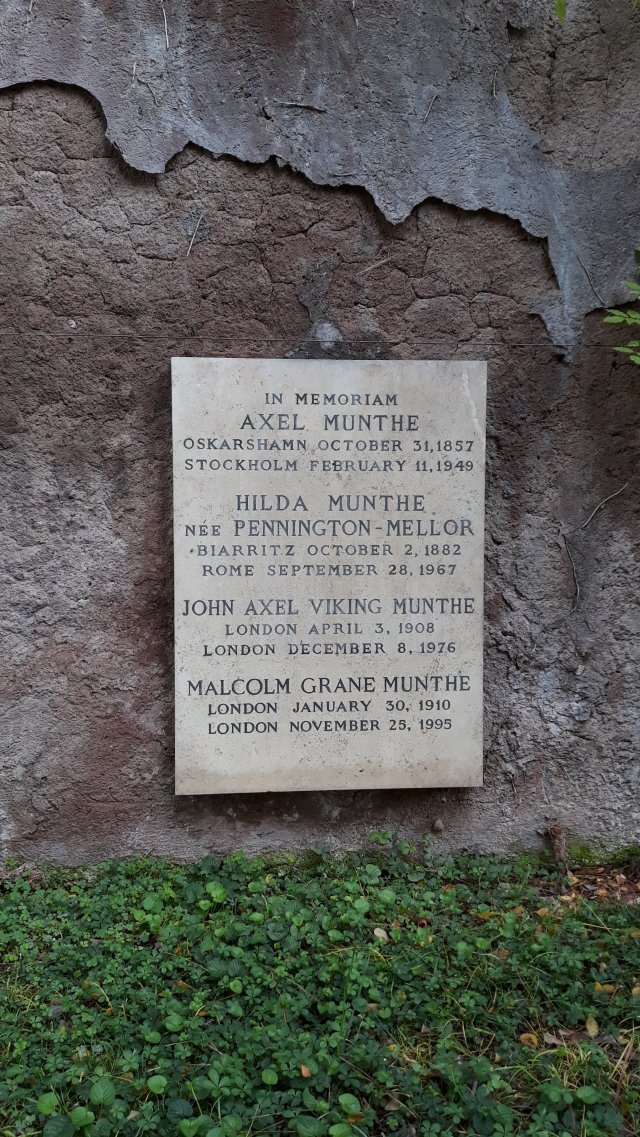 IN MEMORIAM
AXEL MUNTHE
OSKARSHAMN OCTOBER 31, 1857
STOCKHOLM FEBRUARY 11, 1949
HILDA MUNTHE
NÉE PENNINGTON-MELLOR
BIARRITZ OCTOBER 2, 1882
ROME SEPTEMBER 28, 1967
JOHN AXEL VIKING MUNTHE
LONDON APRIL 3, 1908
LONDON DECEMBER 8, 1976
MALCOLM GRANE MUNTHE
LONDON JANUARY 30, 1910
LONDON NOVEMBER 25, 1995